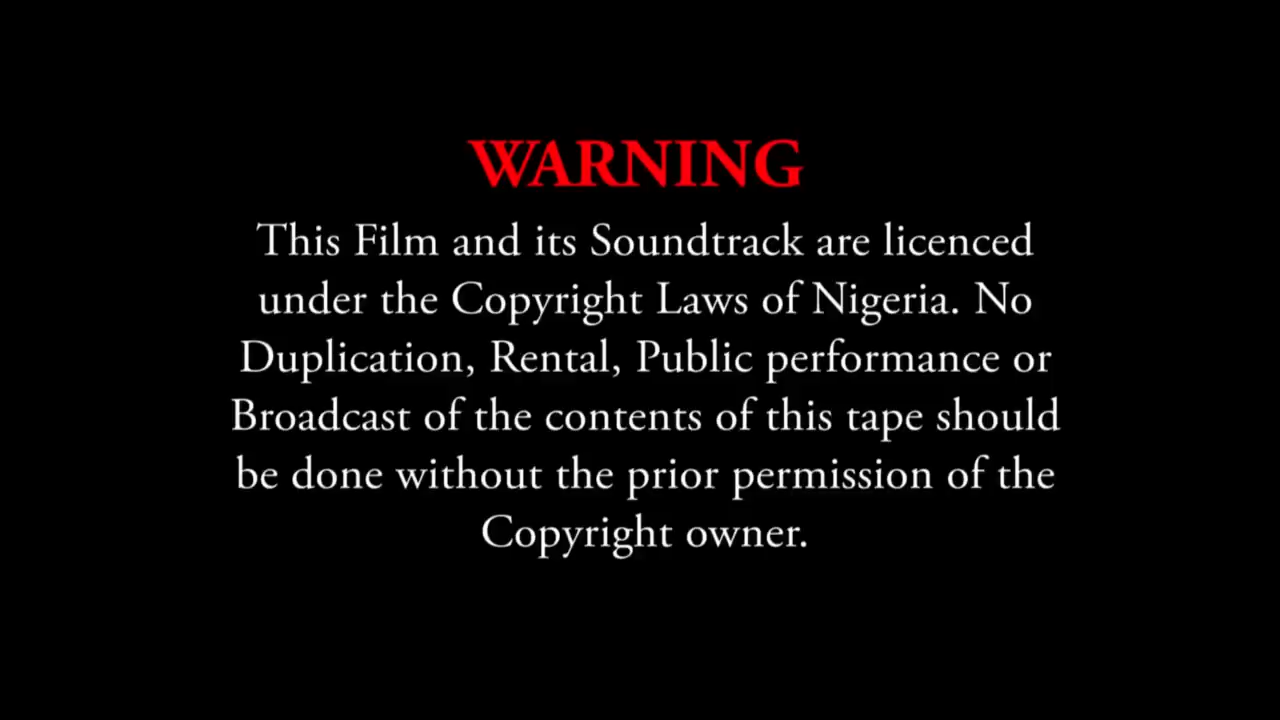 WARNING
This Film and its Soundtrack are licenced
under the Copyright Laws of Nigeria. No
Duplication, Rental, Public performance or
Broadcast of the contents of this tape should
be done without the prior permission of the
Copyright owner.